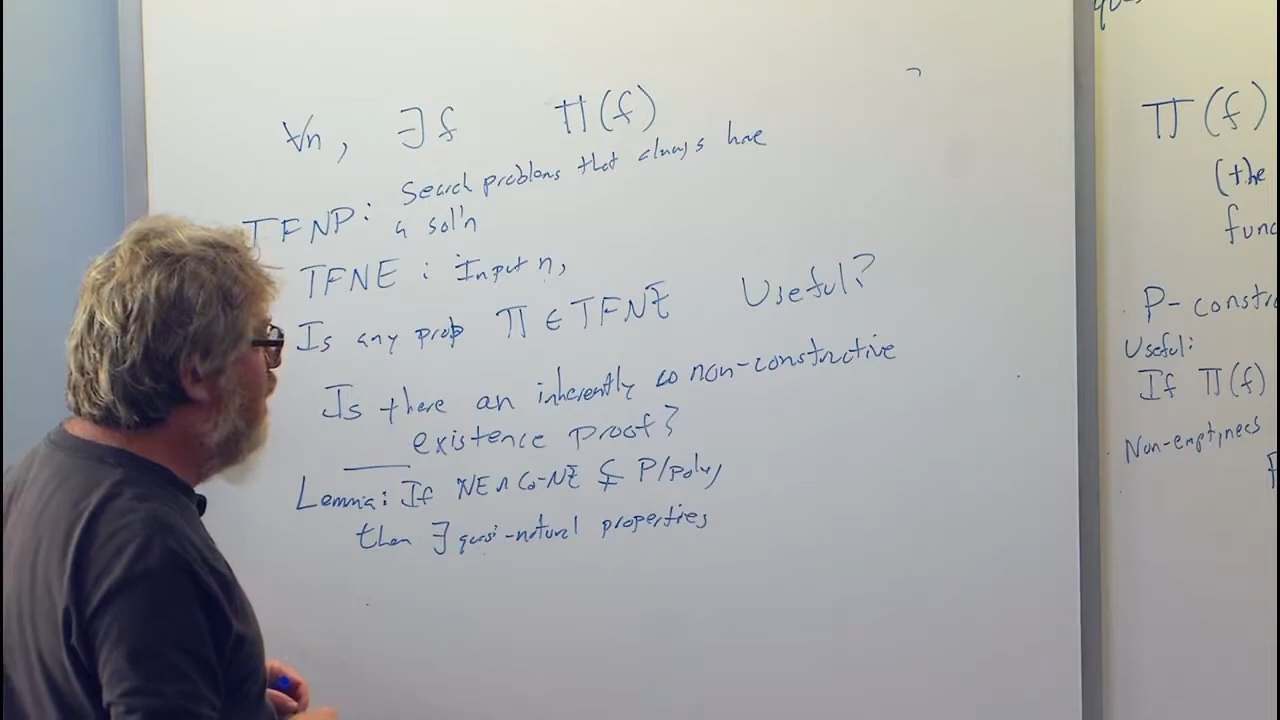 ∀n, ∃f Π(f)
TFNP: Search problems that always have
a sol'n
TFNE: Input n,
Is any prop Π ∈ TFNE Useful?
Is there an inherently non-constructive
existence proof?
Lemma: If NE ∩ Co-NE ⊊ P/poly
then ∃ quasi-natural properties
Π(f)
(the
func
P-constr
Useful:
If Π(f)
Non-emptiness